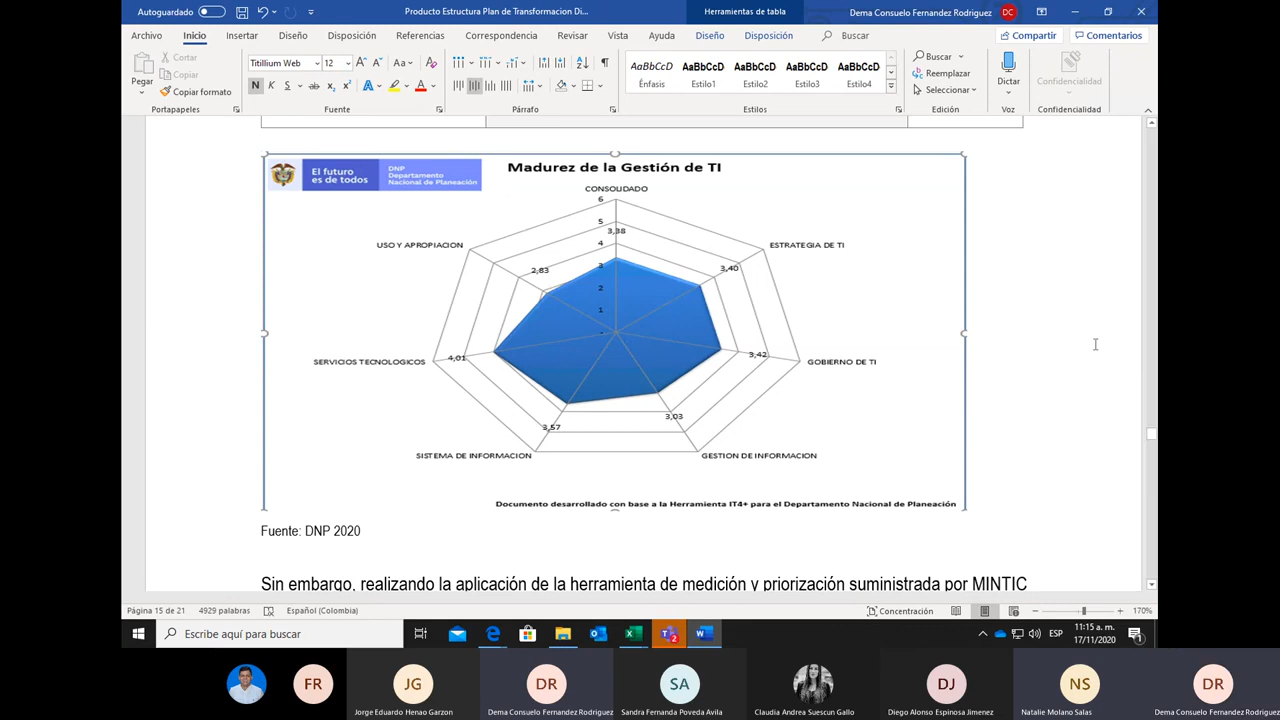 Autoguardado
Producto Estructura Plan de Transformacion Di...
Herramientas de tabla
Dema Consuelo Fernandez Rodriguez
DC
Archivo Inicio Insertar Diseño Disposición Referencias Correspondencia Revisar Vista Ayuda Diseño Disposición Buscar Compartir Comentarios
Pegar
Cortar
Copiar
Copiar formato
Portapapeles
Titillium Web 12
Fuente
Párrafo
AaBbCcD AaBbCcD AaBbCcD AaBbCcD AaBbCcD
Énfasis Estilo1 Estilo2 Estilo3 Estilo4
Estilos
Buscar
Reemplazar
Seleccionar
Edición
Dictar
Voz
Confidencialidad
Confidencialidad
El futuro
es de todos
DNP
Departamento
Nacional de Planeación
Madurez de la Gestión de TI
CONSOLIDADO
6
5
3,38
4
3
2
1
USO Y APROPIACION
2,83
ESTRATEGIA DE TI
3,40
SERVICIOS TECNOLOGICOS
4,01
GOBIERNO DE TI
3,42
SISTEMA DE INFORMACION
3,57
GESTION DE INFORMACION
3,03
Documento desarrollado con base a la Herramienta IT4+ para el Departamento Nacional de Planeación
Fuente: DNP 2020
Sin embargo, realizando la aplicación de la herramienta de medición y priorización suministrada por MINTIC
Página 15 de 21 4929 palabras Español (Colombia) Concentración 170%
Escribe aquí para buscar
ESP
11:15 a. m.
17/11/2020
FR
JG
Jorge Eduardo Henao Garzon
DR
Dema Consuelo Fernandez Rodriguez
SA
Sandra Fernanda Poveda Avila
Claudia Andrea Suescun Gallo
DJ
Diego Alonso Espinosa Jimenez
NS
Natalie Molano Salas
DR
Dema Consuelo Fernandez Rodriguez